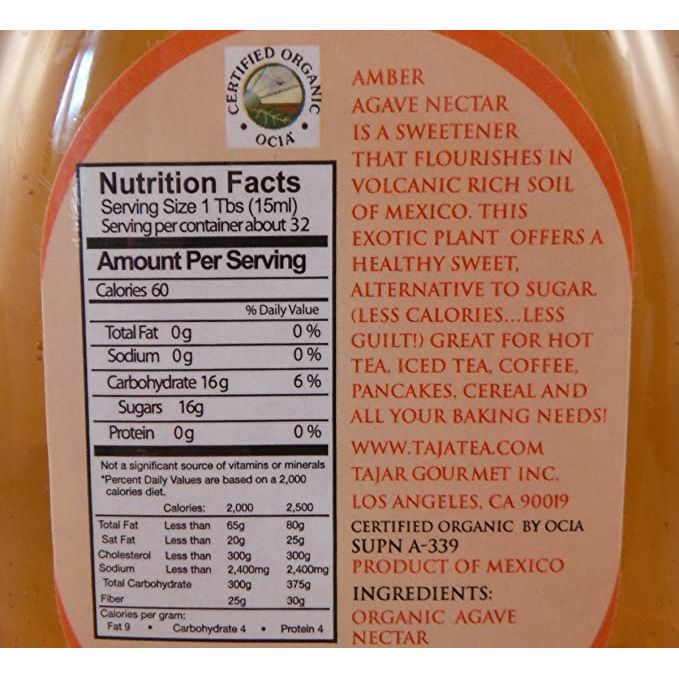 CERTIFIED ORGANIC
• OCIA •
Nutrition Facts
Serving Size 1 Tbs (15ml)
Serving per container about 32
Amount Per Serving
Calories 60
% Daily Value
Total Fat 0g 0 %
Sodium 0g 0 %
Carbohydrate 16g 6 %
Sugars 16g
Protein 0g 0 %
Not a significant source of vitamins or minerals
*Percent Daily Values are based on a 2,000
calories diet.
Calories: 2,000 2,500
Total Fat Less than 65g 80g
Sat Fat Less than 20g 25g
Cholesterol Less than 300g 300g
Sodium Less than 2,400mg 2,400mg
Total Carbohydrate 300g 375g
Fiber 25g 30g
Calories per gram;
Fat 9 • Carbohydrate 4 • Protein 4
AMBER
AGAVE NECTAR
IS A SWEETENER
THAT FLOURISHES IN
VOLCANIC RICH SOIL
OF MEXICO. THIS
EXOTIC PLANT OFFERS A
HEALTHY SWEET,
ALTERNATIVE TO SUGAR.
(LESS CALORIES...LESS
GUILT!) GREAT FOR HOT
TEA, ICED TEA, COFFEE,
PANCAKES, CEREAL AND
ALL YOUR BAKING NEEDS!
WWW.TAJATEA.COM
TAJAR GOURMET INC.
LOS ANGELES, CA 90019
CERTIFIED ORGANIC BY OCIA
SUPN A-339
PRODUCT OF MEXICO
INGREDIENTS:
ORGANIC AGAVE
NECTAR